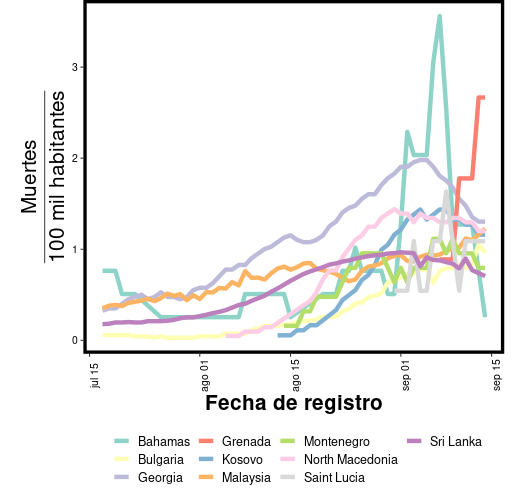 Muertes
100 mil habitantes
3
2
1
0
jul 15
ago 01
ago 15
sep 01
sep 15
Fecha de registro
Bahamas Grenada Montenegro Sri Lanka
Bulgaria Kosovo North Macedonia
Georgia Malaysia Saint Lucia